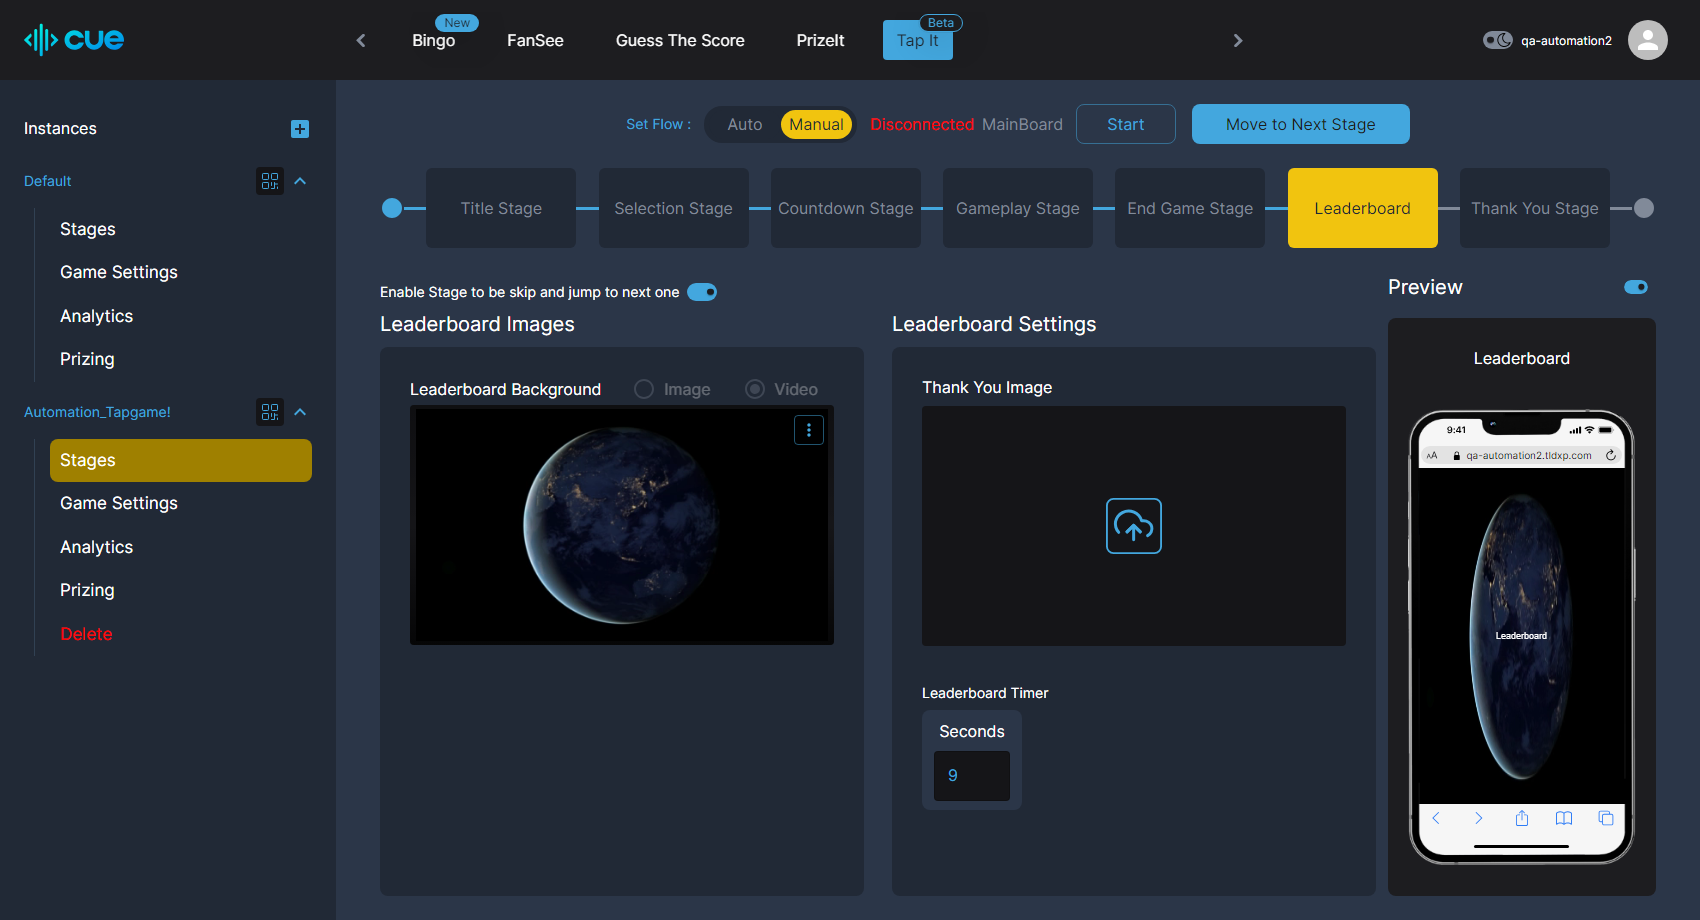 cue
Bingo
New
FanSee
Guess The Score
PrizeIt
Tap It
Beta
qa-automation2
Instances
Default
Stages
Game Settings
Analytics
Prizing
Automation_Tapgame!
Stages
Game Settings
Analytics
Prizing
Delete
Set Flow :
Auto
Manual
Disconnected MainBoard
Start
Move to Next Stage
Title Stage
Selection Stage
Countdown Stage
Gameplay Stage
End Game Stage
Leaderboard
Thank You Stage
Enable Stage to be skip and jump to next one
Leaderboard Images
Leaderboard Background
Image
Video
Leaderboard Settings
Thank You Image
Leaderboard Timer
Seconds
9
Preview
Leaderboard
9:41
AA
qa-automation2.tldxp.com
Leaderboard